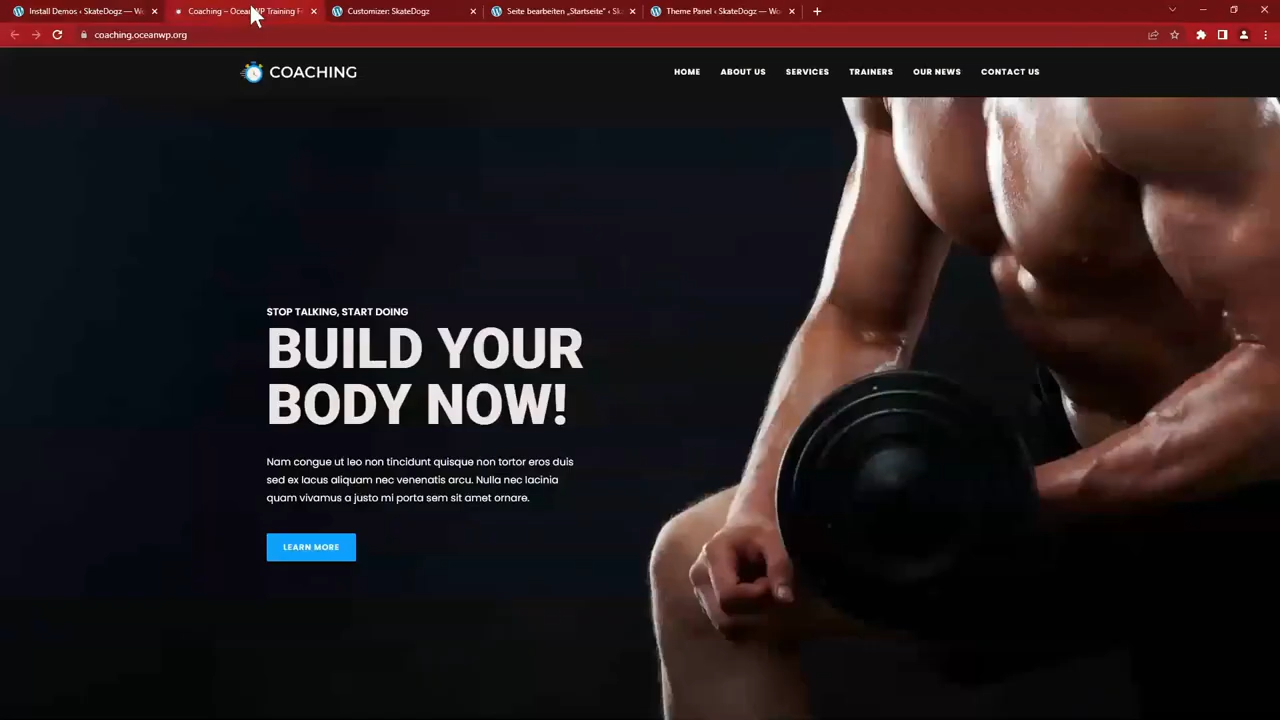 Install Demos ‹ SkateDogz — Wo
Coaching – OceanWP Training F
Customizer: SkateDogz
Seite bearbeiten „Startseite“ ‹ Sk
Theme Panel ‹ SkateDogz — Wo
coaching.oceanwp.org
COACHING
HOME
ABOUT US
SERVICES
TRAINERS
OUR NEWS
CONTACT US
STOP TALKING, START DOING
BUILD YOUR
BODY NOW!
Nam congue ut leo non tincidunt quisque non tortor eros duis
sed ex lacus aliquam nec venenatis arcu. Nulla nec lacinia
quam vivamus a justo mi porta sem sit amet ornare.
LEARN MORE